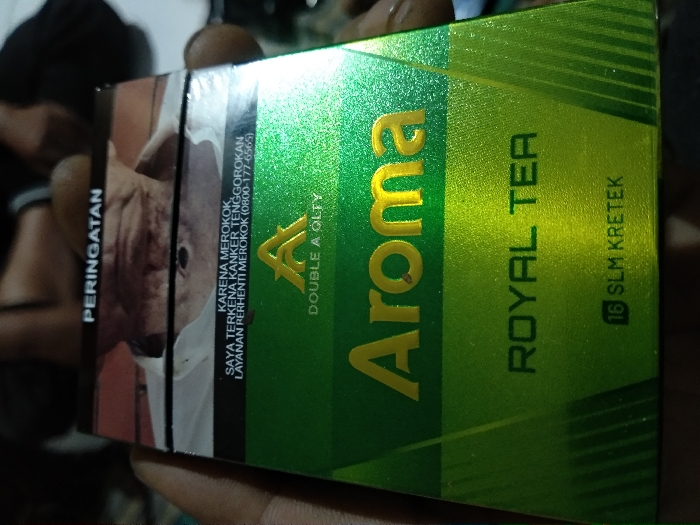 PERINGATAN
KARENA MEROKOK,
SAYA TERKENA KANKER TENGGOROKAN
LAYANAN BERHENTI MEROKOK (0800-177-6565)
DOUBLE A QLTY
Aroma
ROYAL TEA
16 SLM KRETEK